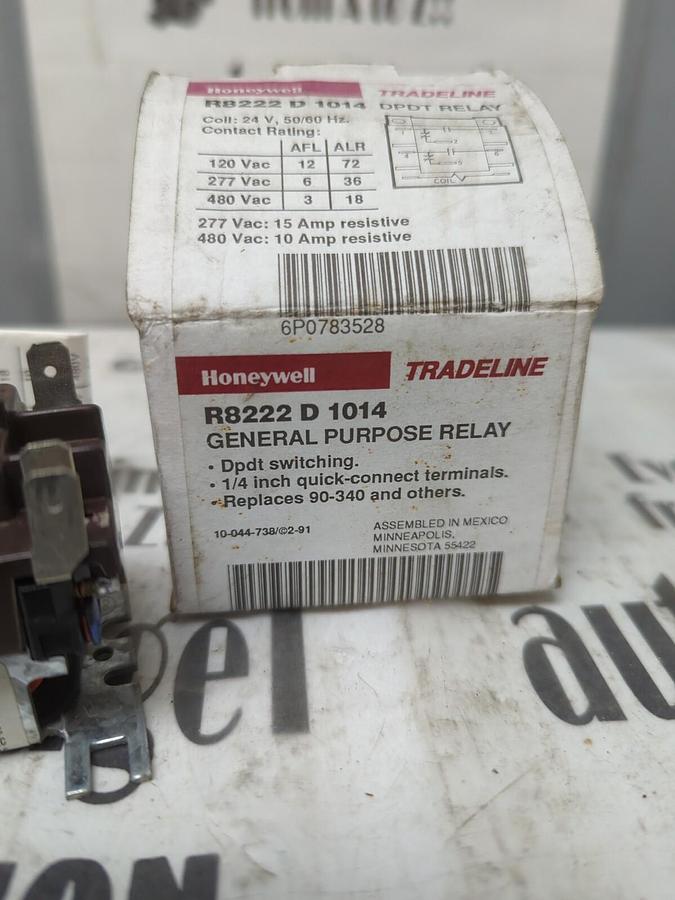 Honeywell
TRADELINE
R8222 D 1014 DPDT RELAY
Coil: 24 V, 50/60 Hz.
Contact Rating:
AFL ALR
120 Vac 12 72
277 Vac 6 36
480 Vac 3 18
COIL
277 Vac: 15 Amp resistive
480 Vac: 10 Amp resistive
6P0783528
Honeywell TRADELINE
R8222 D 1014
GENERAL PURPOSE RELAY
• Dpdt switching.
• 1/4 inch quick-connect terminals.
• Replaces 90-340 and others.
10-044-738/©2-91
ASSEMBLED IN MEXICO
MINNEAPOLIS,
MINNESOTA 55422
el
aut